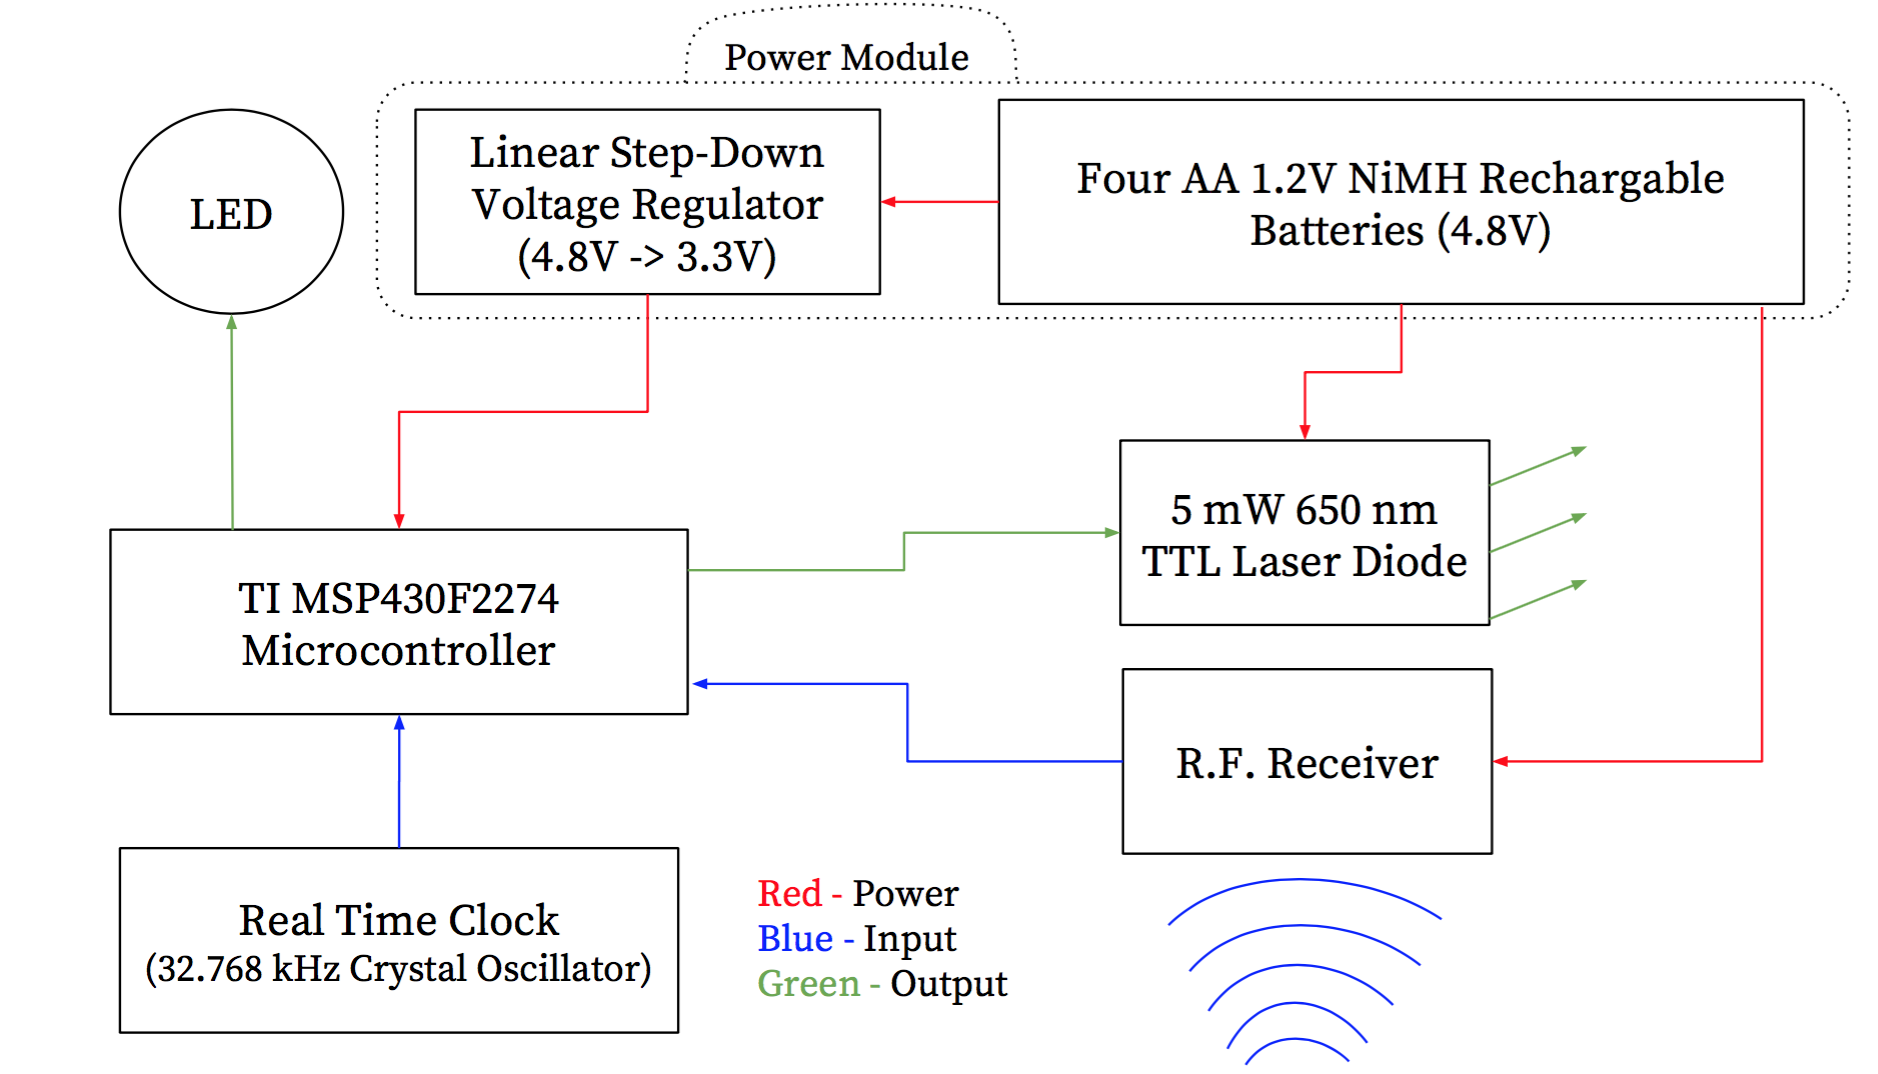 Power Module
LED
Linear Step-Down
Voltage Regulator
(4.8V -> 3.3V)
Four AA 1.2V NiMH Rechargable
Batteries (4.8V)
TI MSP430F2274
Microcontroller
5 mW 650 nm
TTL Laser Diode
R.F. Receiver
Real Time Clock
(32.768 kHz Crystal Oscillator)
Red - Power
Blue - Input
Green - Output